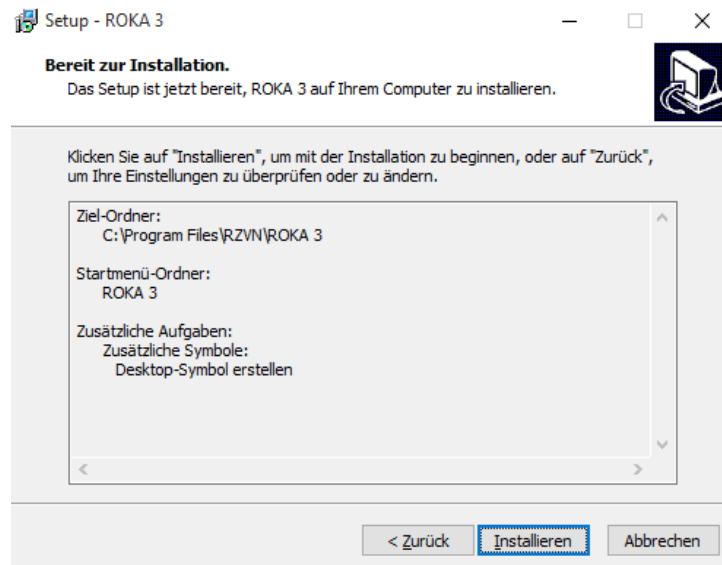 Setup - ROKA 3
Bereit zur Installation.
Das Setup ist jetzt bereit, ROKA 3 auf Ihrem Computer zu installieren.
Klicken Sie auf "Installieren", um mit der Installation zu beginnen, oder auf "Zurück",
um Ihre Einstellungen zu überprüfen oder zu ändern.
Ziel-Ordner:
C:\Program Files\RZVN\ROKA 3
Startmenü-Ordner:
ROKA 3
Zusätzliche Aufgaben:
Zusätzliche Symbole:
Desktop-Symbol erstellen
< Zurück
Installieren
Abbrechen